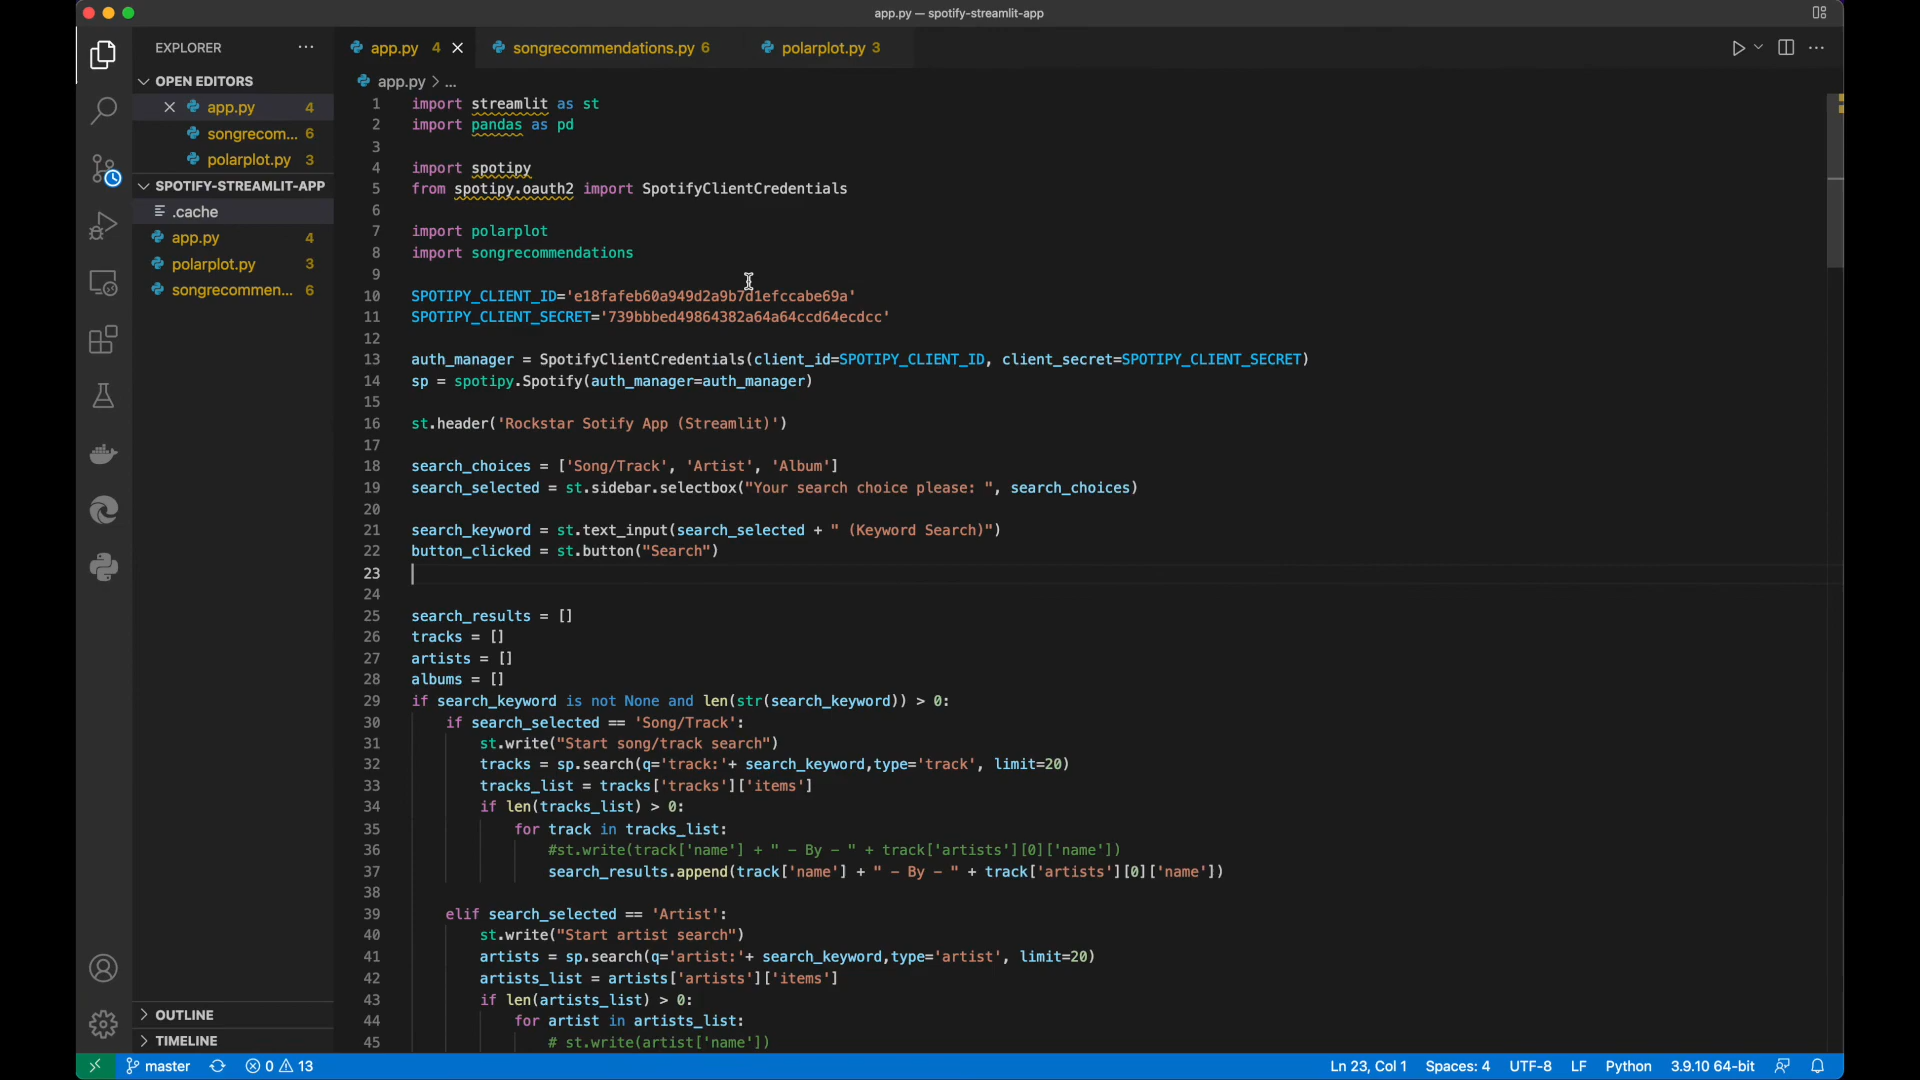 app.py — spotify-streamlit-app
EXPLORER
OPEN EDITORS
app.py 4
songrecom... 6
polarplot.py 3
SPOTIFY-STREAMLIT-APP
.cache
app.py 4
polarplot.py 3
songrecommen... 6
OUTLINE
TIMELINE
app.py 4
songrecommendations.py 6
polarplot.py 3
app.py > ...
1 import streamlit as st
2 import pandas as pd
3
4 import spotipy
5 from spotipy.oauth2 import SpotifyClientCredentials
6
7 import polarplot
8 import songrecommendations
9
10 SPOTIPY_CLIENT_ID='e18fafeb60a949d2a9b7d1efccabe69a'
11 SPOTIPY_CLIENT_SECRET='739bbbed49864382a64a64ccd64ecdcc'
12
13 auth_manager = SpotifyClientCredentials(client_id=SPOTIPY_CLIENT_ID, client_secret=SPOTIPY_CLIENT_SECRET)
14 sp = spotipy.Spotify(auth_manager=auth_manager)
15
16 st.header('Rockstar Sotify App (Streamlit)')
17
18 search_choices = ['Song/Track', 'Artist', 'Album']
19 search_selected = st.sidebar.selectbox("Your search choice please: ", search_choices)
20
21 search_keyword = st.text_input(search_selected + " (Keyword Search)")
22 button_clicked = st.button("Search")
23
24
25 search_results = []
26 tracks = []
27 artists = []
28 albums = []
29 if search_keyword is not None and len(str(search_keyword)) > 0:
30 if search_selected == 'Song/Track':
31 st.write("Start song/track search")
32 tracks = sp.search(q='track:'+ search_keyword,type='track', limit=20)
33 tracks_list = tracks['tracks']['items']
34 if len(tracks_list) > 0:
35 for track in tracks_list:
36 #st.write(track['name'] + " - By - " + track['artists'][0]['name'])
37 search_results.append(track['name'] + " - By - " + track['artists'][0]['name'])
38
39 elif search_selected == 'Artist':
40 st.write("Start artist search")
41 artists = sp.search(q='artist:'+ search_keyword,type='artist', limit=20)
42 artists_list = artists['artists']['items']
43 if len(artists_list) > 0:
44 for artist in artists_list:
45 # st.write(artist['name'])
master 0 13 Ln 23, Col 1 Spaces: 4 UTF-8 LF Python 3.9.10 64-bit